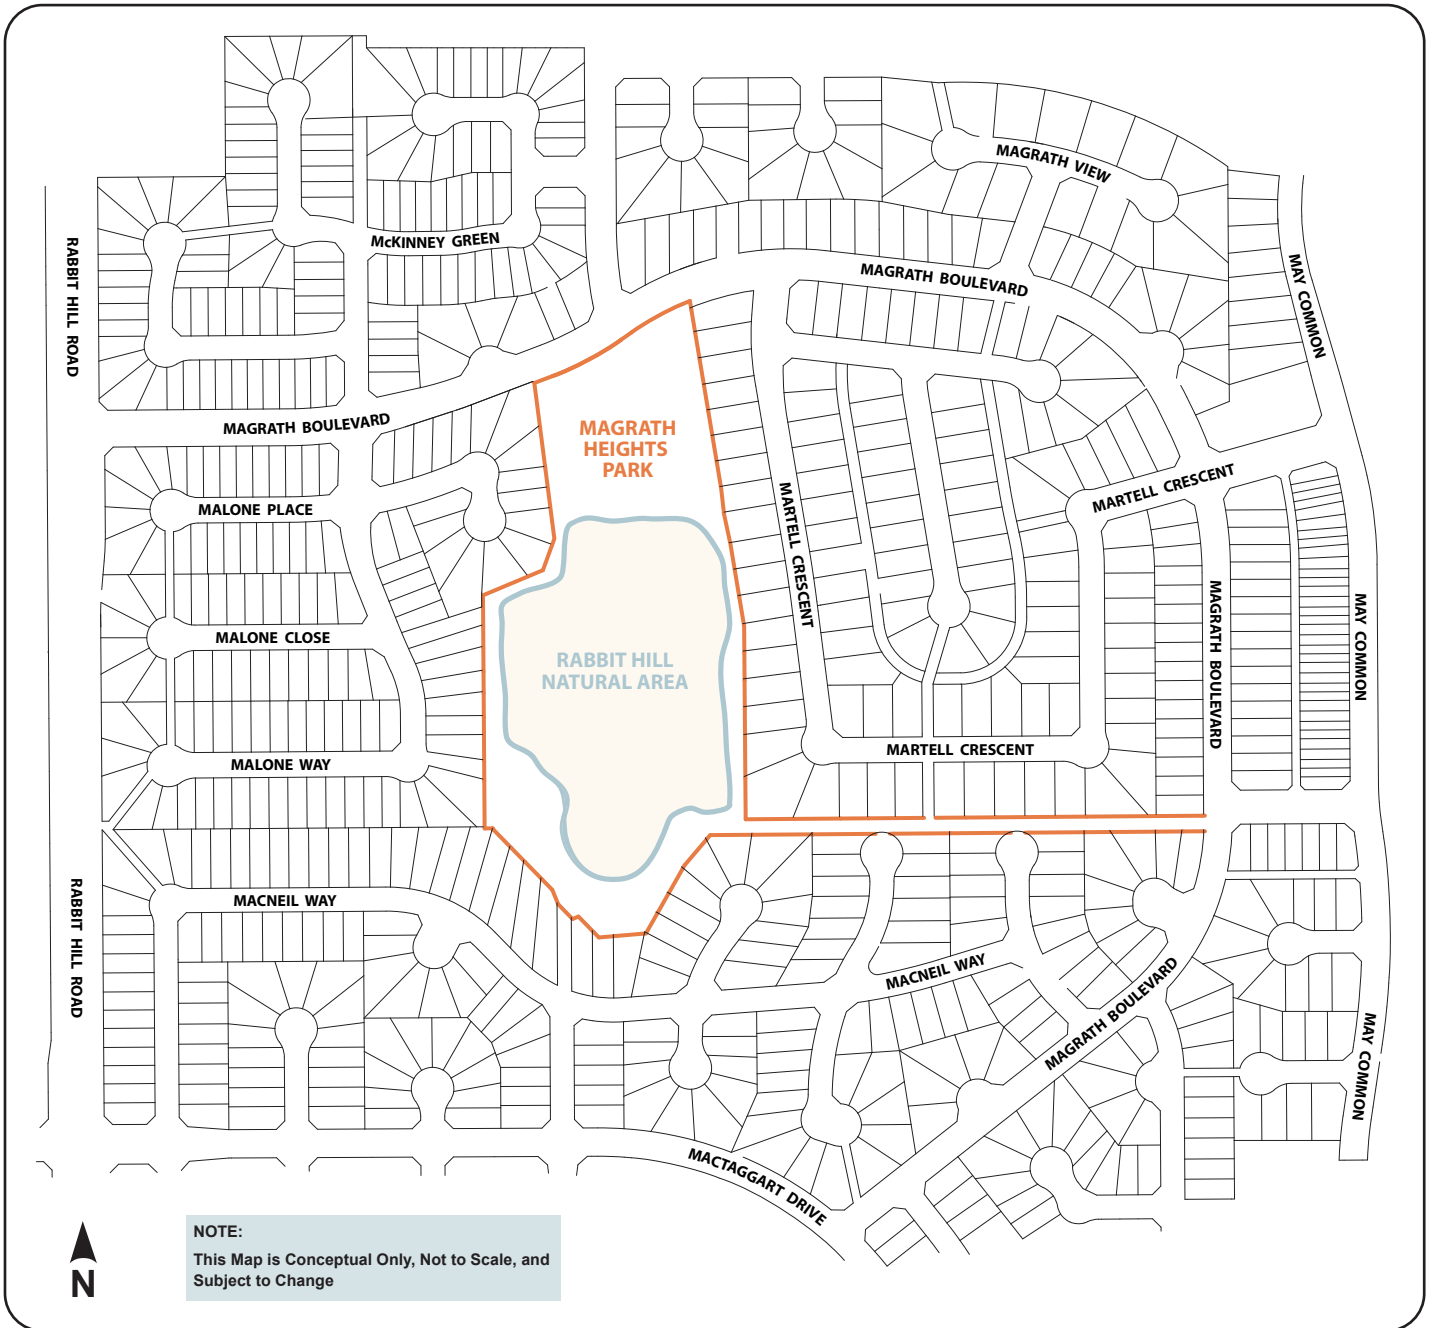 MAGRATH VIEW
McKINNEY GREEN
RABBIT HILL ROAD
MAGRATH BOULEVARD
MAY COMMON
MAGRATH BOULEVARD
MAGRATH
HEIGHTS
PARK
MARTELL CRESCENT
MARTELL CRESCENT
MALONE PLACE
MALONE CLOSE
MAGRATH BOULEVARD
MAY COMMON
RABBIT HILL
NATURAL AREA
MALONE WAY
MARTELL CRESCENT
RABBIT HILL ROAD
MACNEIL WAY
MACNEIL WAY
MAGRATH BOULEVARD
MAY COMMON
MACTAGGART DRIVE
NOTE:
This Map is Conceptual Only, Not to Scale, and
Subject to Change
N